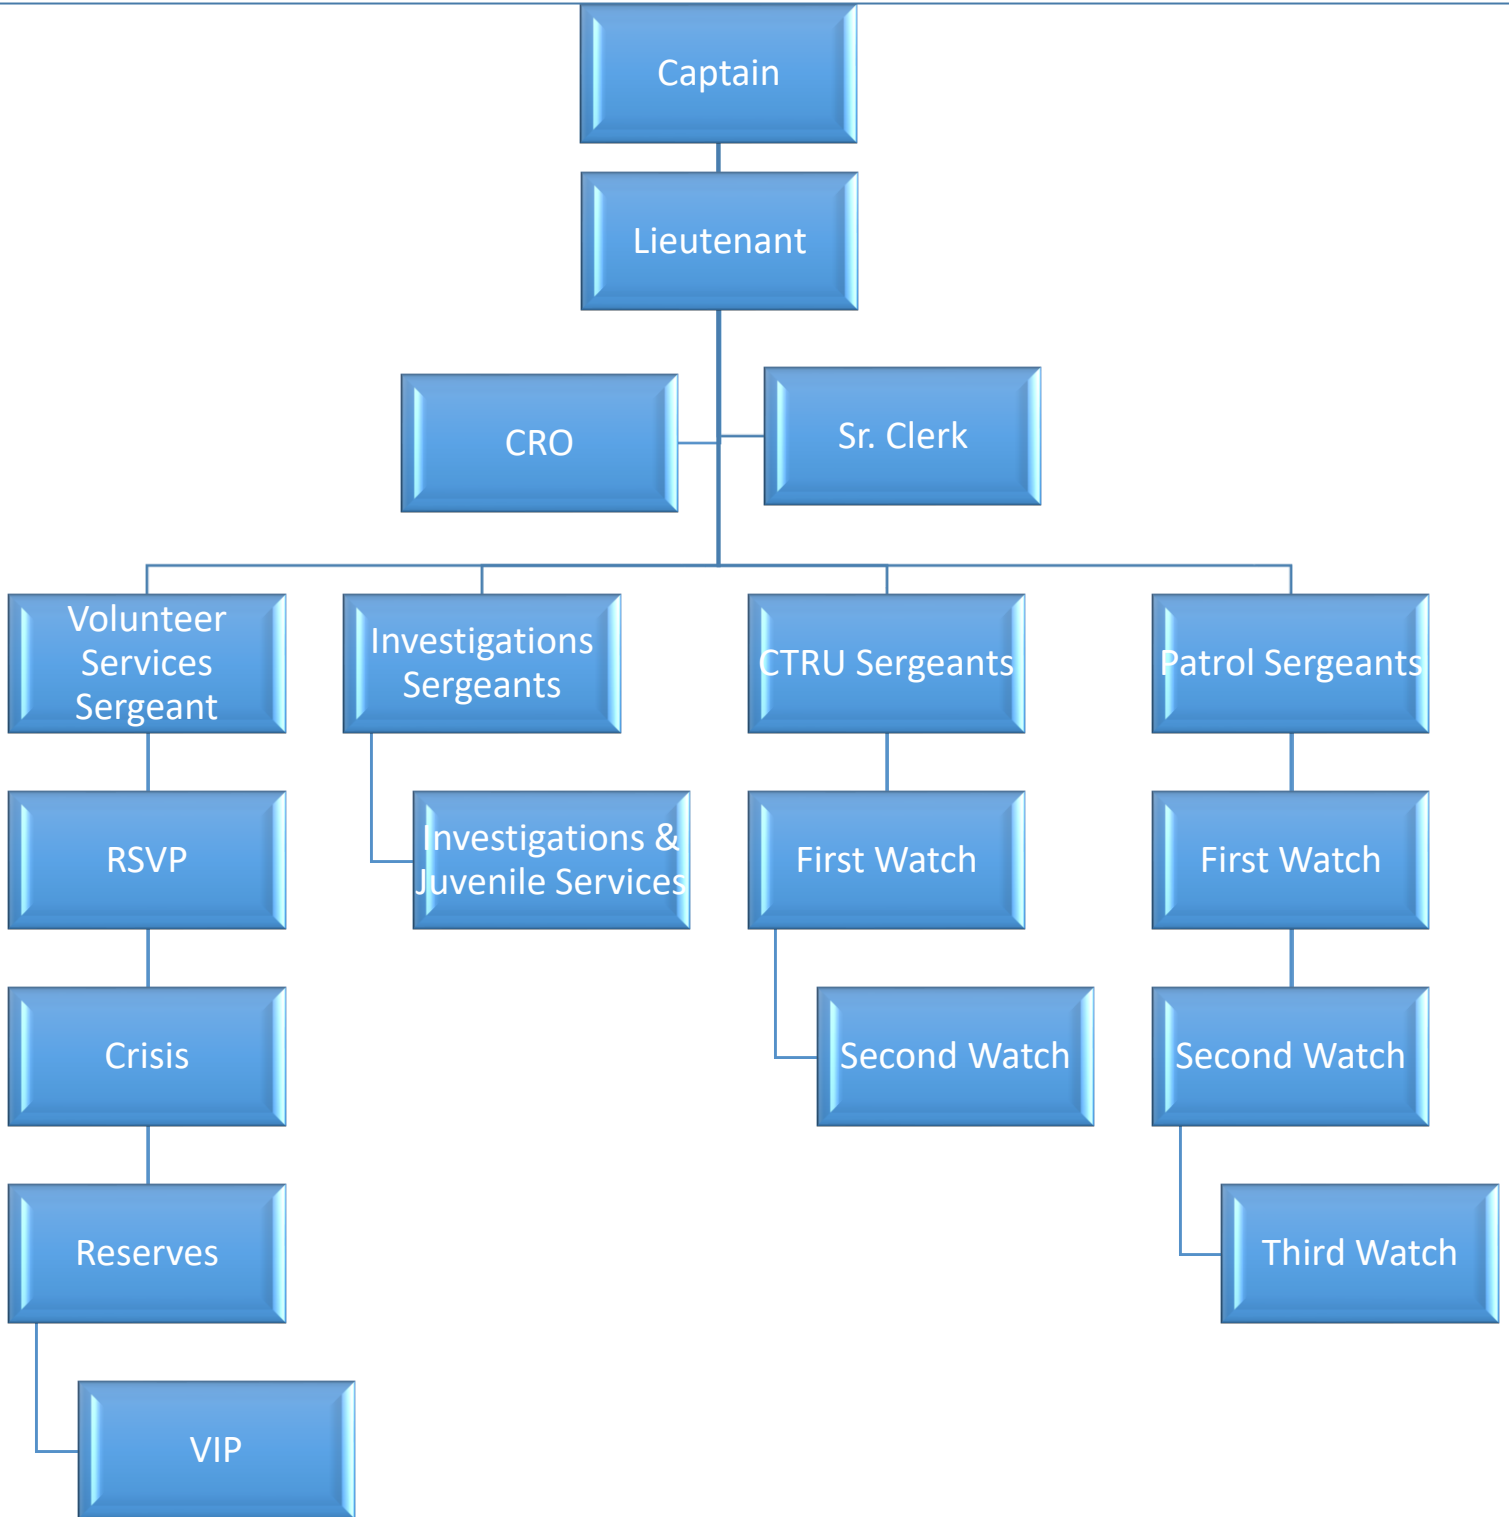 Captain
Lieutenant
CRO
Sr. Clerk
Volunteer
Services
Sergeant
Investigations
Sergeants
CTRU Sergeants
Patrol Sergeants
RSVP
Investigations &
Juvenile Services
First Watch
First Watch
Crisis
Second Watch
Second Watch
Reserves
Third Watch
VIP